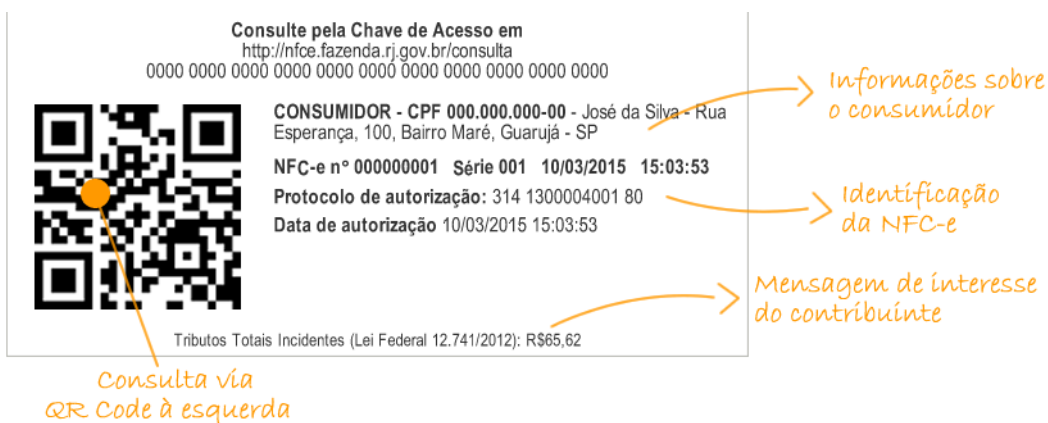 Consulte pela Chave de Acesso em
http://nfce.fazenda.rj.gov.br/consulta
0000 0000 0000 0000 0000 0000 0000 0000 0000 0000 0000
CONSUMIDOR - CPF 000.000.000-00 - José da Silva - Rua
Esperança, 100, Bairro Maré, Guarujá - SP
NFC-e nº 000000001 Série 001 10/03/2015 15:03:53
Protocolo de autorização: 314 1300004001 80
Data de autorização 10/03/2015 15:03:53
Tributos Totais Incidentes (Lei Federal 12.741/2012): R$65,62
Informações sobre
o consumidor
Identificação
da NFC-e
Mensagem de interesse
do contribuinte
Consulta via
QR Code à esquerda